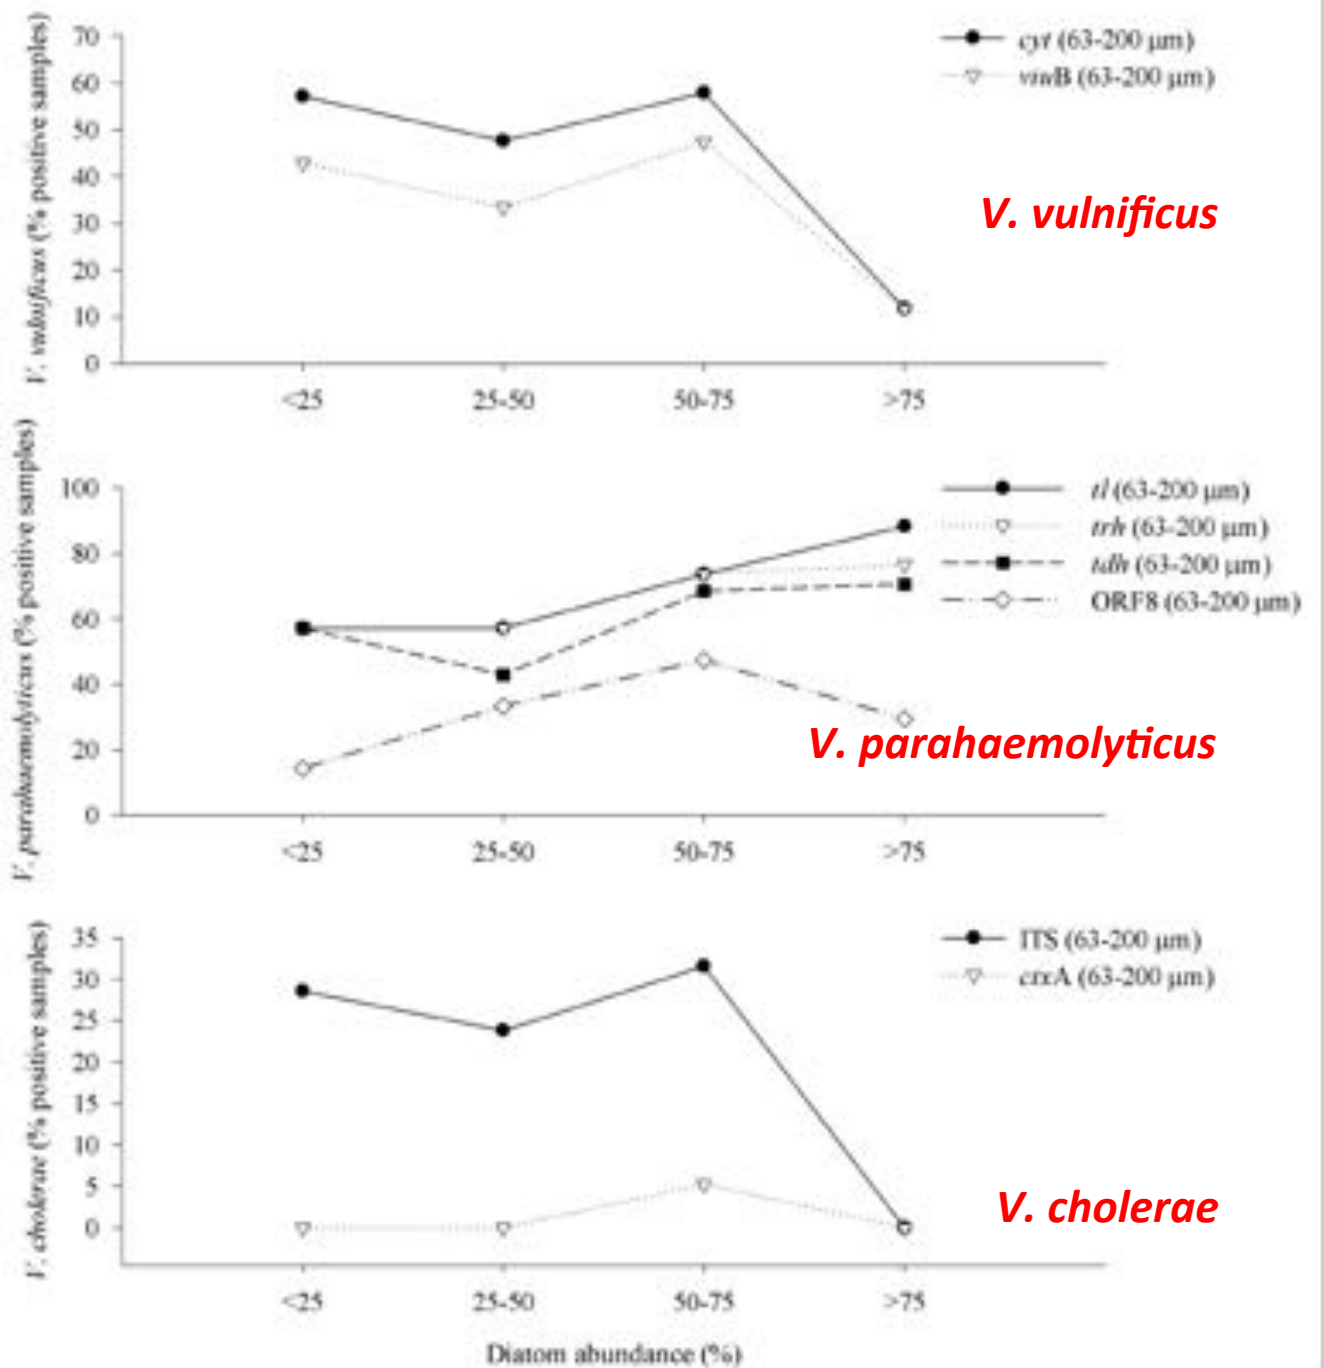 V. vulnificus (% positive samples)
70
60
50
40
30
20
10
0
<25
25-50
50-75
>75
cyt (63-200 μm)
viuB (63-200 μm)
V. vulnificus
V. parahaemolyticus (% positive samples)
100
80
60
40
20
0
<25
25-50
50-75
>75
tl (63-200 μm)
trh (63-200 μm)
tdh (63-200 μm)
ORF8 (63-200 μm)
V. parahaemolyticus
V. cholerae (% positive samples)
35
30
25
20
15
10
5
0
<25
25-50
50-75
>75
ITS (63-200 μm)
ctxA (63-200 μm)
V. cholerae
Diatom abundance (%)